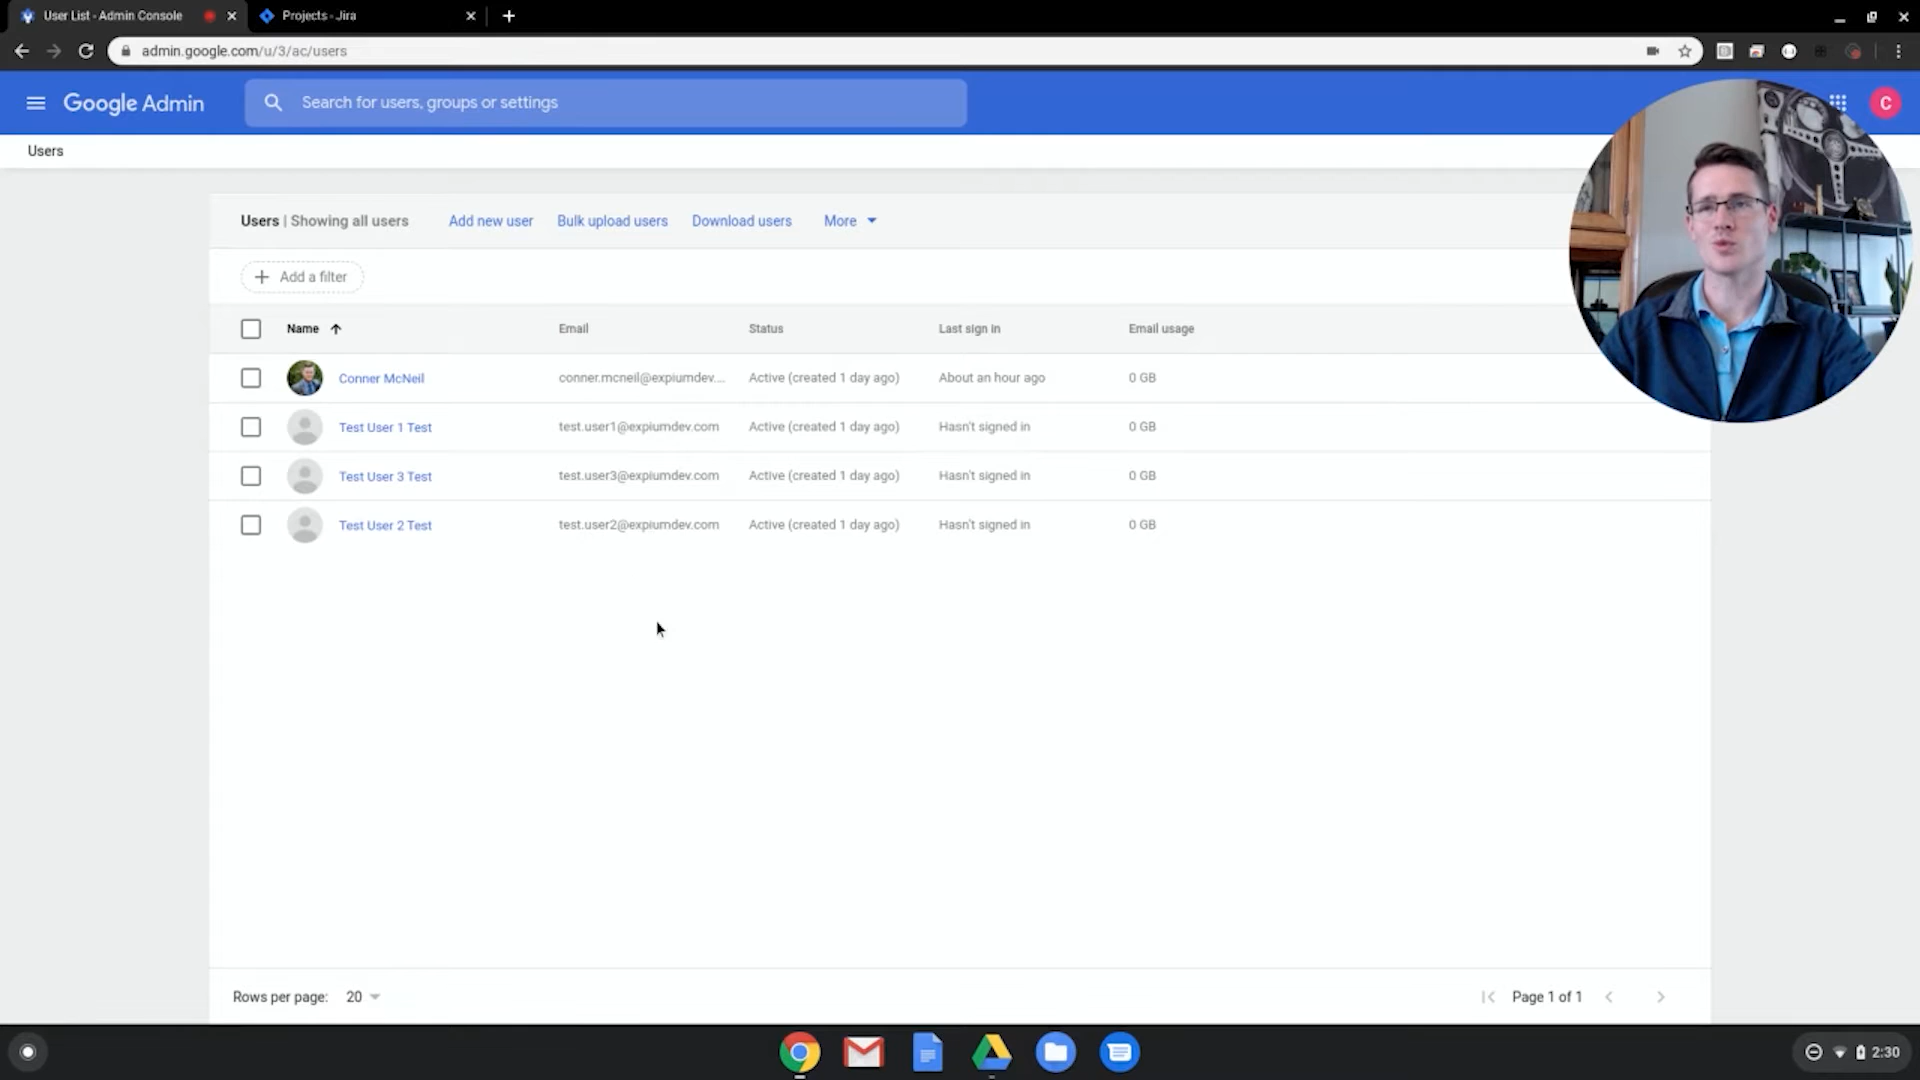 User List - Admin Console
Projects - Jira
admin.google.com/u/3/ac/users
Google Admin
Search for users, groups or settings
C
Users
Users | Showing all users
Add new user
Bulk upload users
Download users
More
Add a filter
Name
Email
Status
Last sign in
Email usage
Conner McNeil
conner.mcneil@expiumdev....
Active (created 1 day ago)
About an hour ago
0 GB
Test User 1 Test
test.user1@expiumdev.com
Active (created 1 day ago)
Hasn't signed in
0 GB
Test User 3 Test
test.user3@expiumdev.com
Active (created 1 day ago)
Hasn't signed in
0 GB
Test User 2 Test
test.user2@expiumdev.com
Active (created 1 day ago)
Hasn't signed in
0 GB
Rows per page: 20
Page 1 of 1
2:30